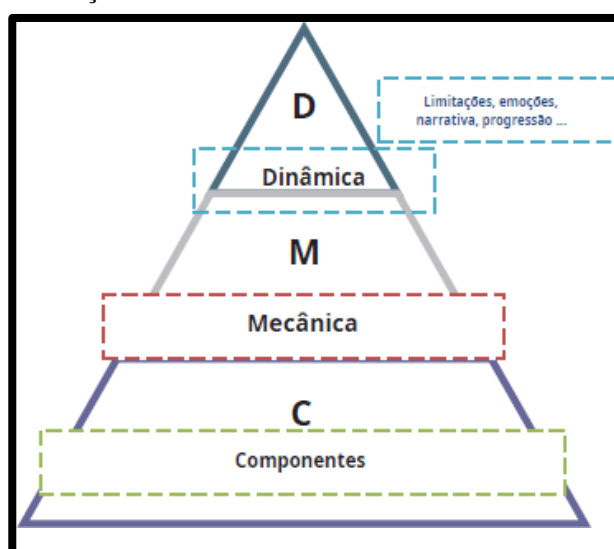 D
Limitações, emoções,
narrativa, progressão ...
Dinâmica
M
Mecânica
C
Componentes